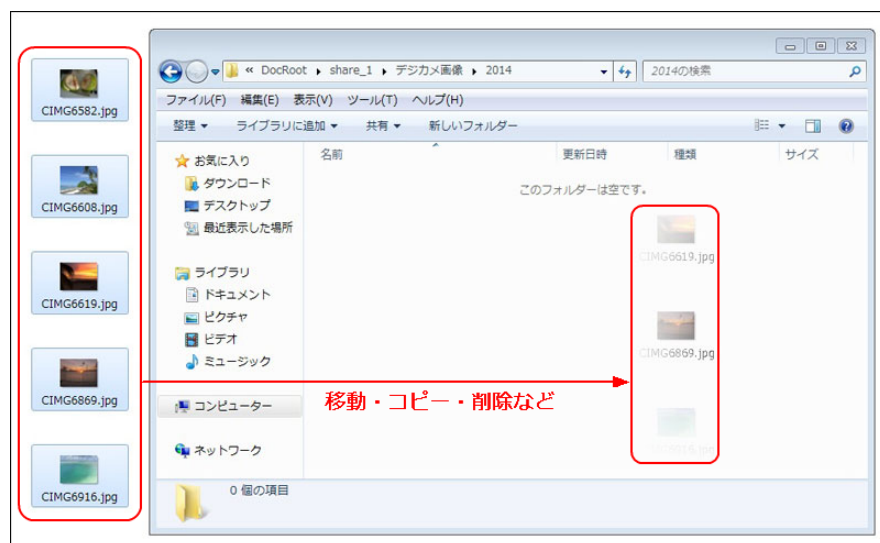 CIMG6582.jpg
CIMG6608.jpg
CIMG6619.jpg
CIMG6869.jpg
CIMG6916.jpg
« DocRoot ▸ share_1 ▸ デジカメ画像 ▸ 2014
2014の検索
ファイル(F) 編集(E) 表示(V) ツール(T) ヘルプ(H)
整理 ライブラリに追加 共有 新しいフォルダー
お気に入り
ダウンロード
デスクトップ
最近表示した場所
ライブラリ
ドキュメント
ピクチャ
ビデオ
ミュージック
コンピューター
ネットワーク
名前 更新日時 種類 サイズ
このフォルダーは空です。
CIMG6619.jpg
CIMG6869.jpg
移動・コピー・削除など
0 個の項目